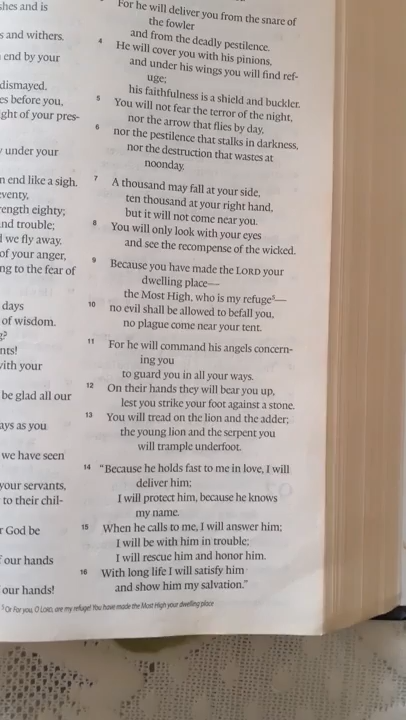 shes and is
s and withers.
end by your
dismayed.
es before you,
ght of your pres-
under your
n end like a sigh.
venty,
rength eighty;
nd trouble;
we fly away.
of your anger,
ng to the fear of
days
of wisdom.
g?
nts!
with your
be glad all our
ays as you
we have seen
your servants,
to their chil-
r God be
f our hands
our hands!
For he will deliver you from the snare of
the fowler
and from the deadly pestilence.
4 He will cover you with his pinions,
and under his wings you will find ref-
uge;
his faithfulness is a shield and buckler.
5 You will not fear the terror of the night,
nor the arrow that flies by day,
6 nor the pestilence that stalks in darkness,
nor the destruction that wastes at
noonday.
7 A thousand may fall at your side,
ten thousand at your right hand,
but it will not come near you.
8 You will only look with your eyes
and see the recompense of the wicked.
9 Because you have made the LORD your
dwelling place—
the Most High, who is my refuge⁵—
10 no evil shall be allowed to befall you,
no plague come near your tent.
11 For he will command his angels concern-
ing you
to guard you in all your ways.
12 On their hands they will bear you up,
lest you strike your foot against a stone.
13 You will tread on the lion and the adder;
the young lion and the serpent you
will trample underfoot.
14 "Because he holds fast to me in love, I will
deliver him;
I will protect him, because he knows
my name.
15 When he calls to me, I will answer him;
I will be with him in trouble;
I will rescue him and honor him.
16 With long life I will satisfy him
and show him my salvation."
⁵ Or For you, O LORD, are my refuge! You have made the Most High your dwelling place